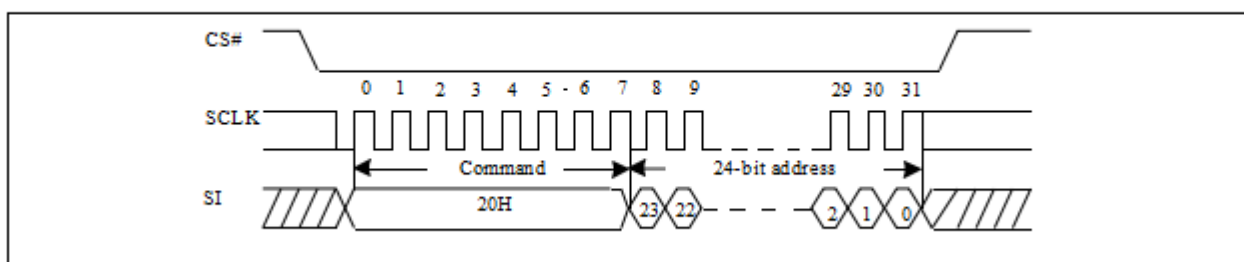 CS#
0 1 2 3 4 5 - 6 7 8 9 29 30 31
SCLK
Command 24-bit address
SI 20H 23 22 2 1 0